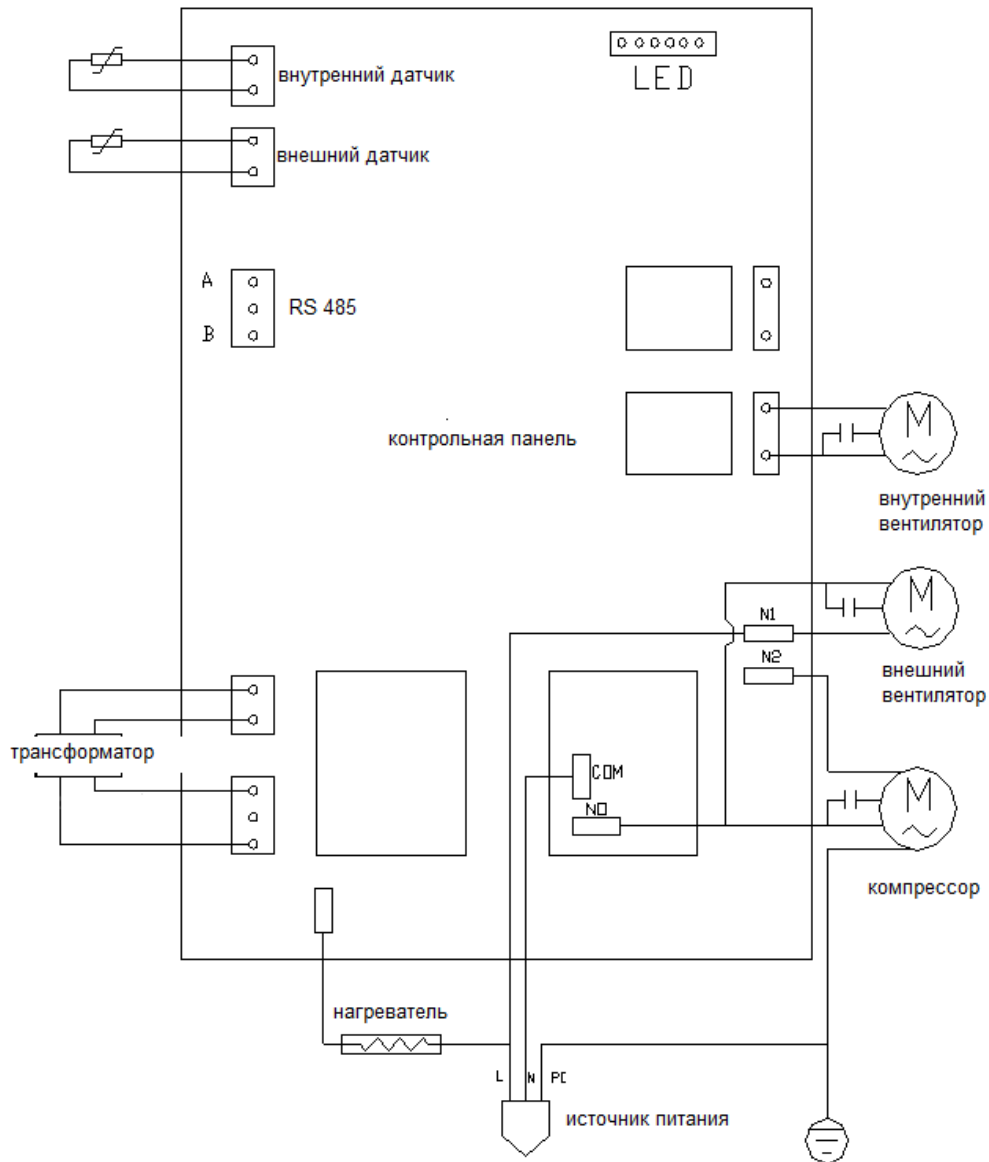 LED
внутренний датчик
внешний датчик
A
RS 485
B
контрольная панель
M
внутренний
вентилятор
M
N1
N2
внешний
вентилятор
трансформатор
COM
NO
M
компрессор
нагреватель
L N PE
источник питания